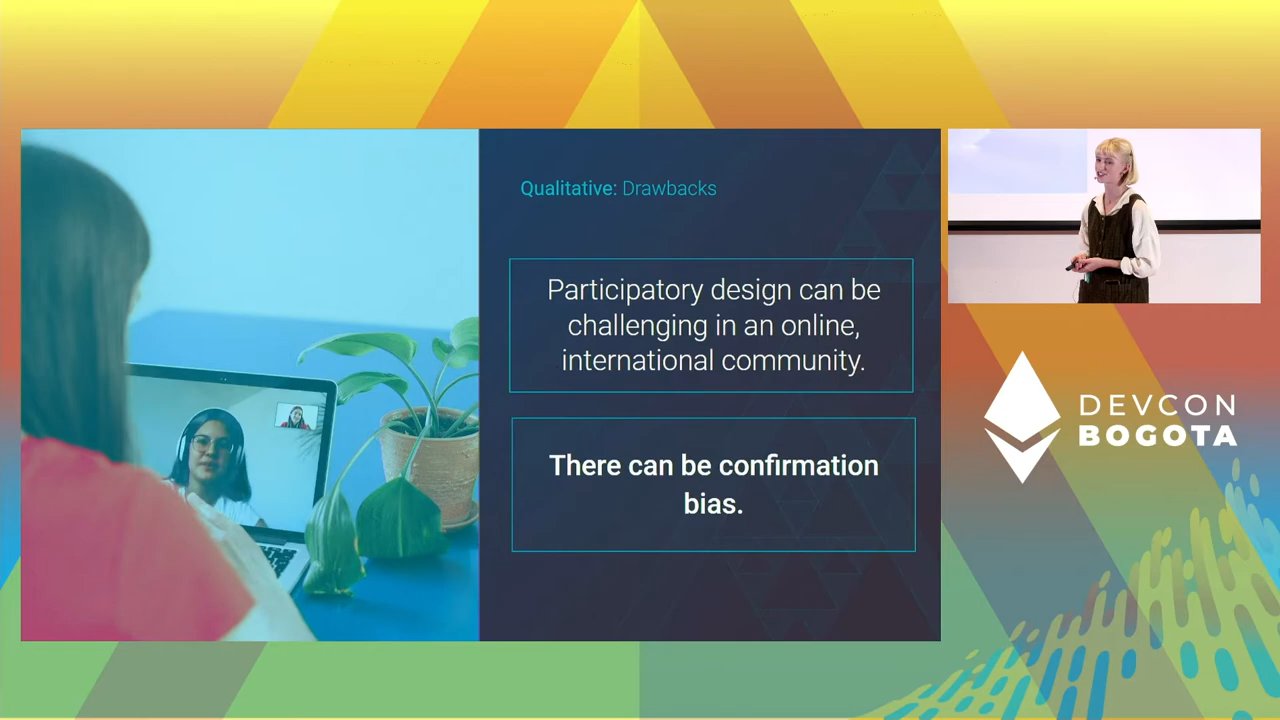 Qualitative: Drawbacks
Participatory design can be
challenging in an online,
international community.
There can be confirmation
bias.
DEVCON
BOGOTA